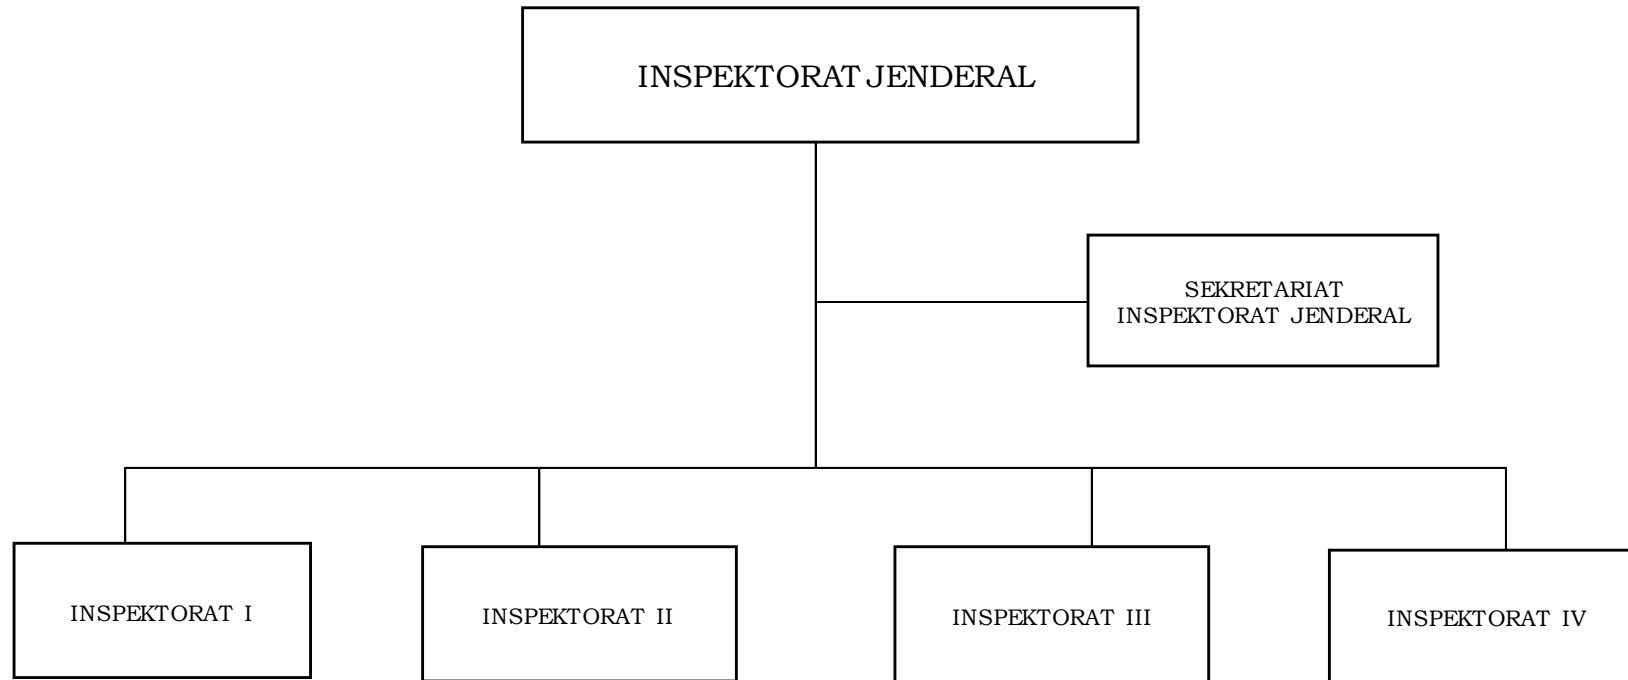 INSPEKTORAT JENDERAL
SEKRETARIAT
INSPEKTORAT JENDERAL
INSPEKTORAT I
INSPEKTORAT II
INSPEKTORAT III
INSPEKTORAT IV